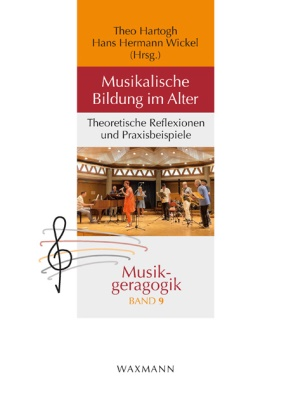 Theo Hartogh
Hans Hermann Wickel
(Hrsg.)
Musikalische
Bildung im Alter
Theoretische Reflexionen
und Praxisbeispiele
Musik-
geragogik
BAND 9
WAXMANN